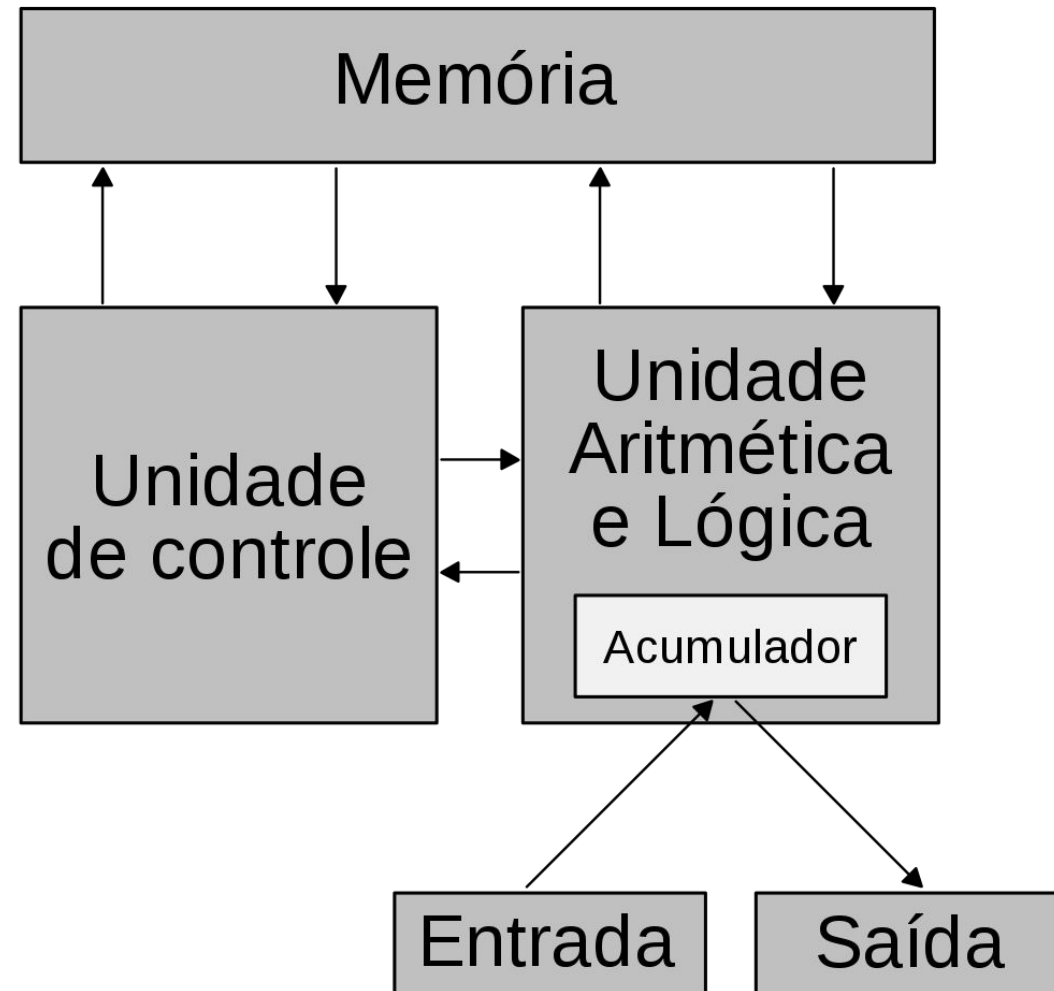 Memória
Unidade
de controle
Unidade
Aritmética
e Lógica
Acumulador
Entrada
Saída